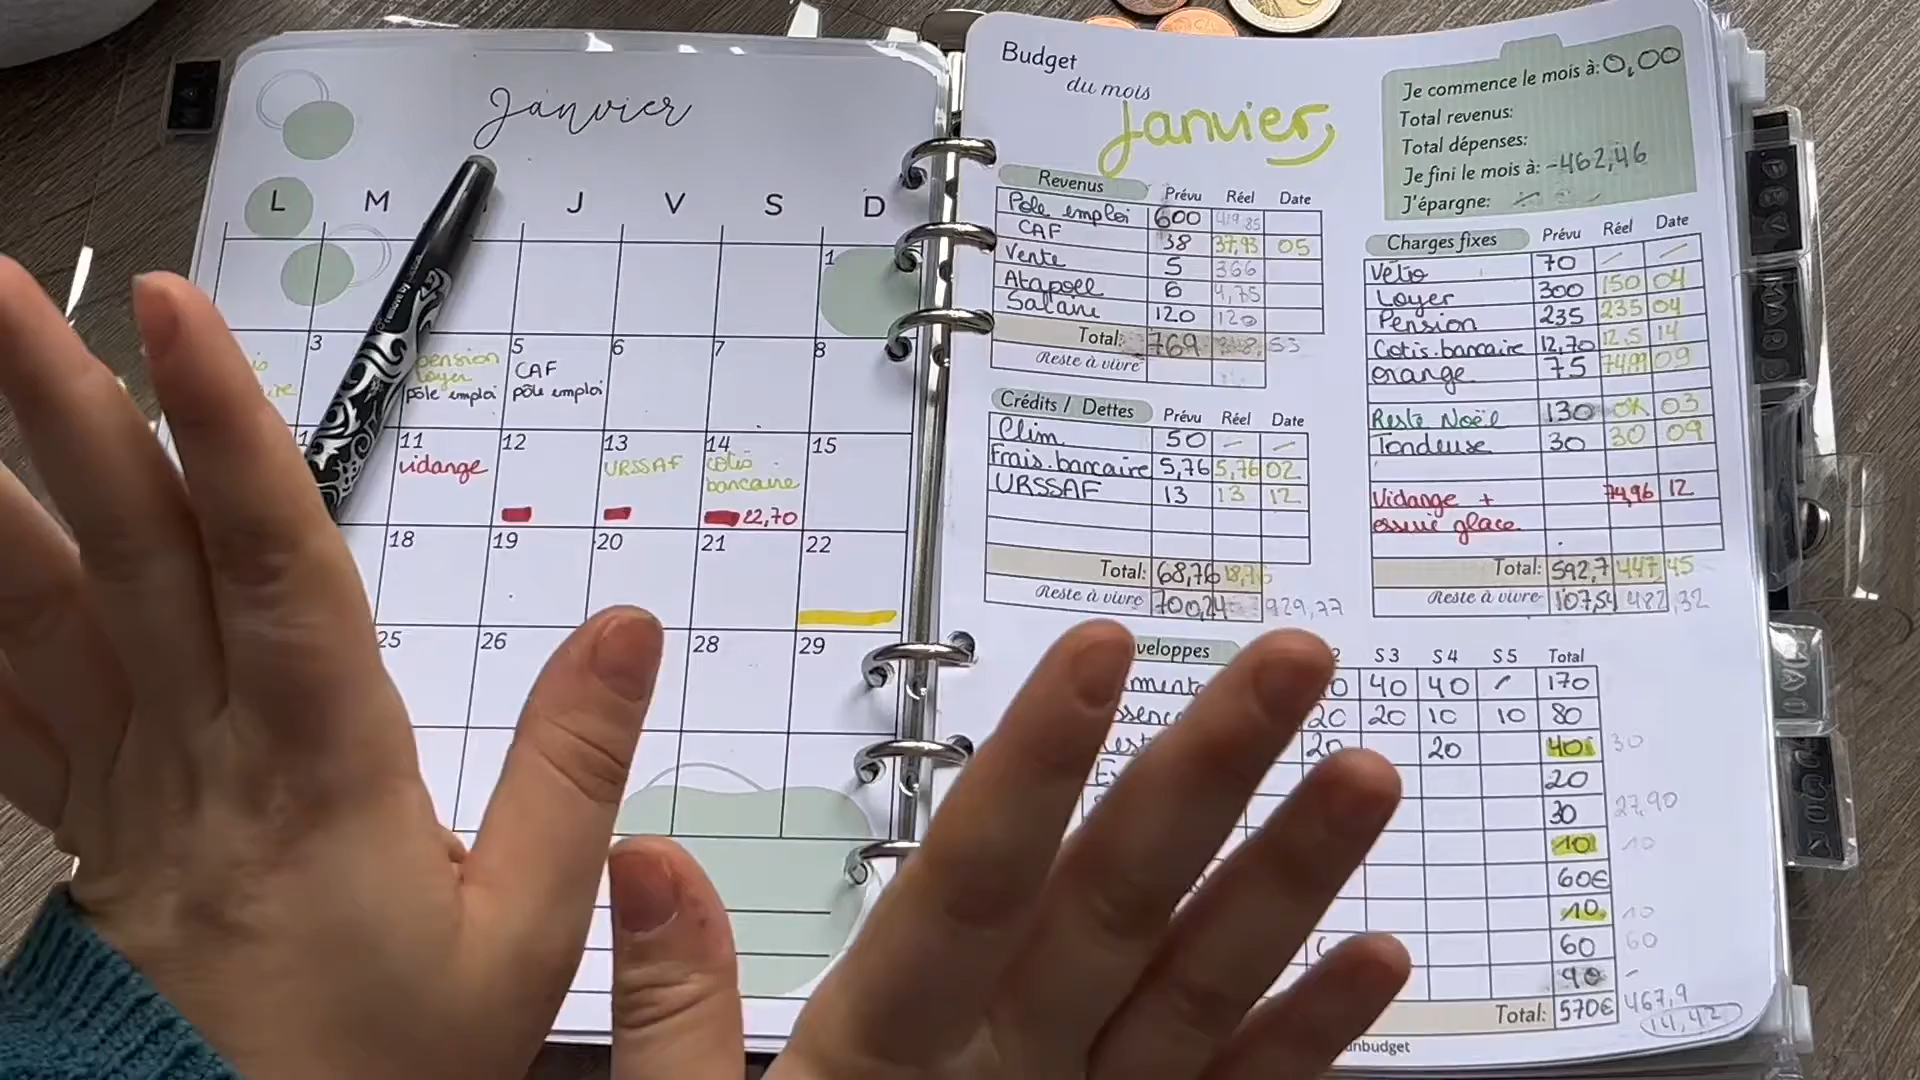 Janvier
L M J V S D
1
3 5 6 7 8
pension
loyer CAF
pôle emploi pôle emploi
11 12 13 14 15
vidange URSSAF cotis
bancaire
22,70
18 19 20 21 22
25 26 28 29
Budget
du mois
Janvier
Je commence le mois à: 0,00
Total revenus:
Total dépenses:
Je fini le mois à: -462,46
J'épargne:
Revenus Prévu Réel Date
Pole emploi 600 419,85
CAF 38 37,93 05
Vente 5 366
Atapoll 6 4,75
Salaire 120 120
Total: 769
Reste à vivre
Crédits / Dettes Prévu Réel Date
Clim 50 - -
Frais.bancaire 5,76 5,76 02
URSSAF 13 13 12
Total: 68,76 18,76
Reste à vivre 700,24 929,77
Charges fixes Prévu Réel Date
Vélo 70
Loyer 300 150 04
Pension 235 235 04
Cotis.bancaire 12,70 12,5 14
orange 75 74,99 09
Reste Noël 130 OK 03
Tondeuse 30 30 09
Vidange + 74,96 12
essuie glace
Total: 592,7 447,45
Reste à vivre 107,54 482,32
veloppes S3 S4 S5 Total
40 40 170
20 20 10 10 80
20 20 40 30
20
30 27,90
10 10
60€
10 10
60 60
90 -
Total: 570€ 467,9
14,42
nbudget
MARS
MAI